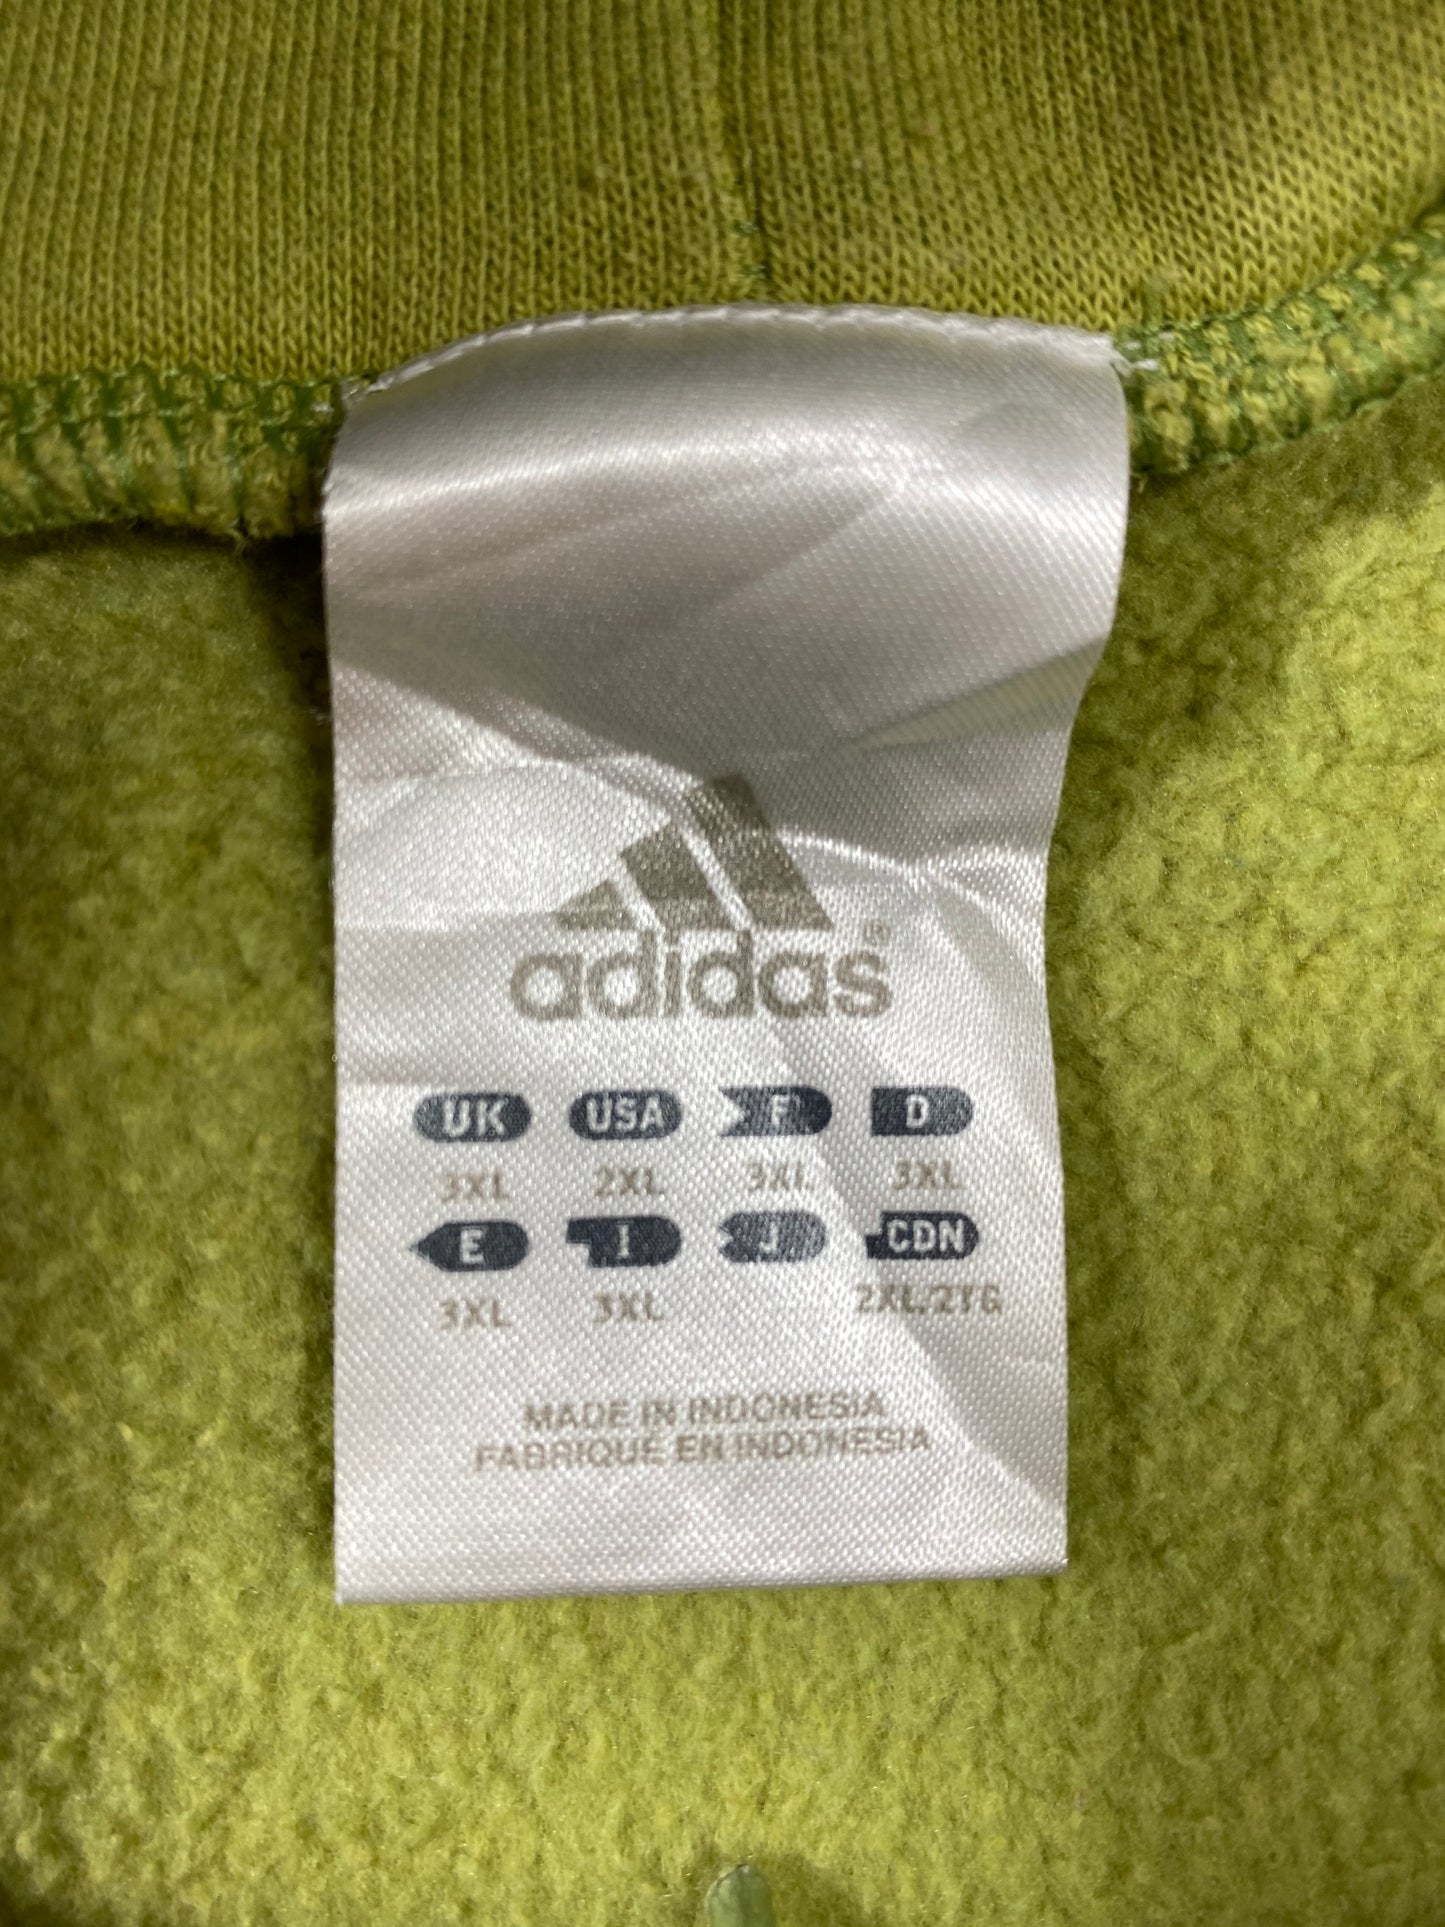 adidas®
UK USA F D
3XL 2XL 3XL 3XL
E I J CDN
3XL 3XL 2XL/2TG
MADE IN INDONESIA
FABRIQUE EN INDONESIA